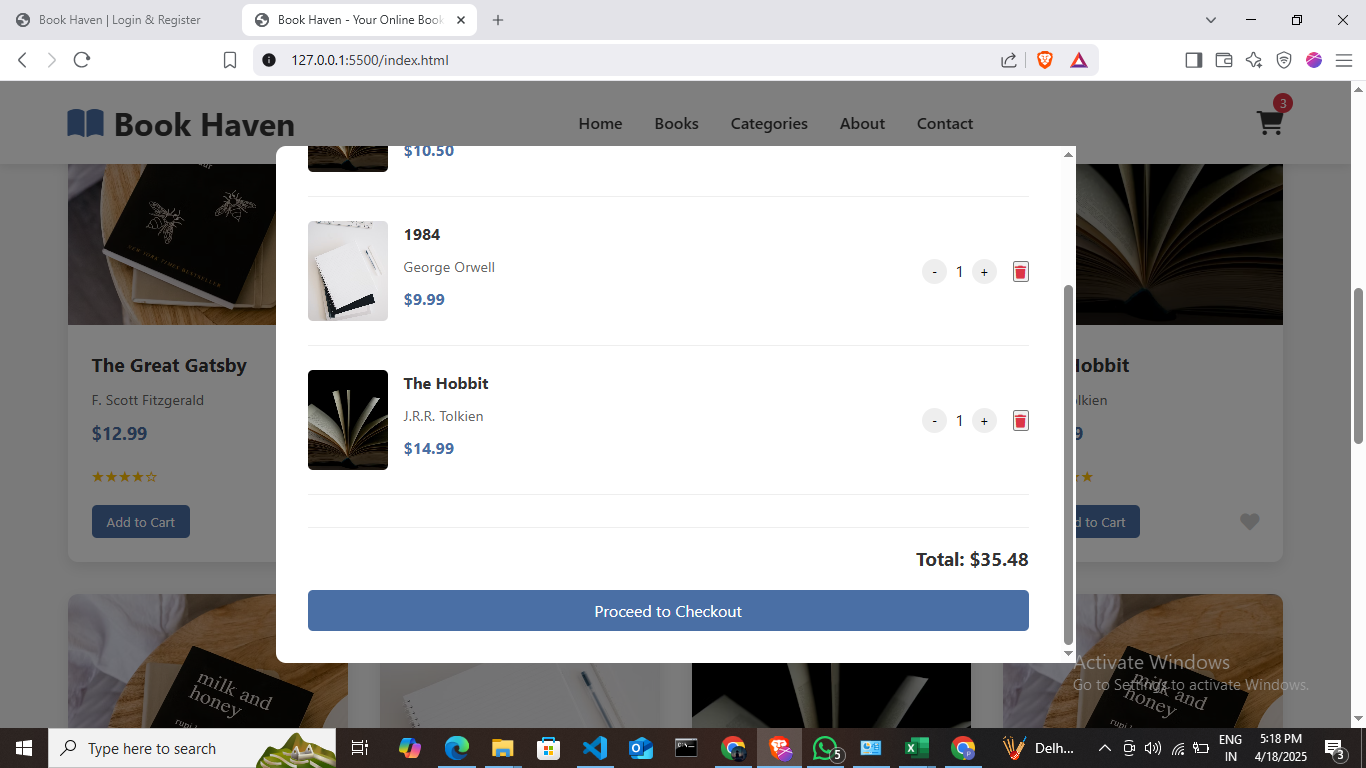 Book Haven | Login & Register
Book Haven - Your Online Book
127.0.0.1:5500/index.html
Book Haven
Home
Books
Categories
About
Contact
3
$10.50
1984
George Orwell
$9.99
- 1 +
The Hobbit
J.R.R. Tolkien
$14.99
- 1 +
Total: $35.48
Proceed to Checkout
The Great Gatsby
F. Scott Fitzgerald
$12.99
★★★★☆
Add to Cart
NEW YORK TIMES BESTSELLER
obbit
lkien
9
d to Cart
milk and
honey
milk and
honey
Activate Windows
Go to Settings to activate Windows.
Type here to search
5
Delh...
ENG
IN
5:18 PM
4/18/2025
3